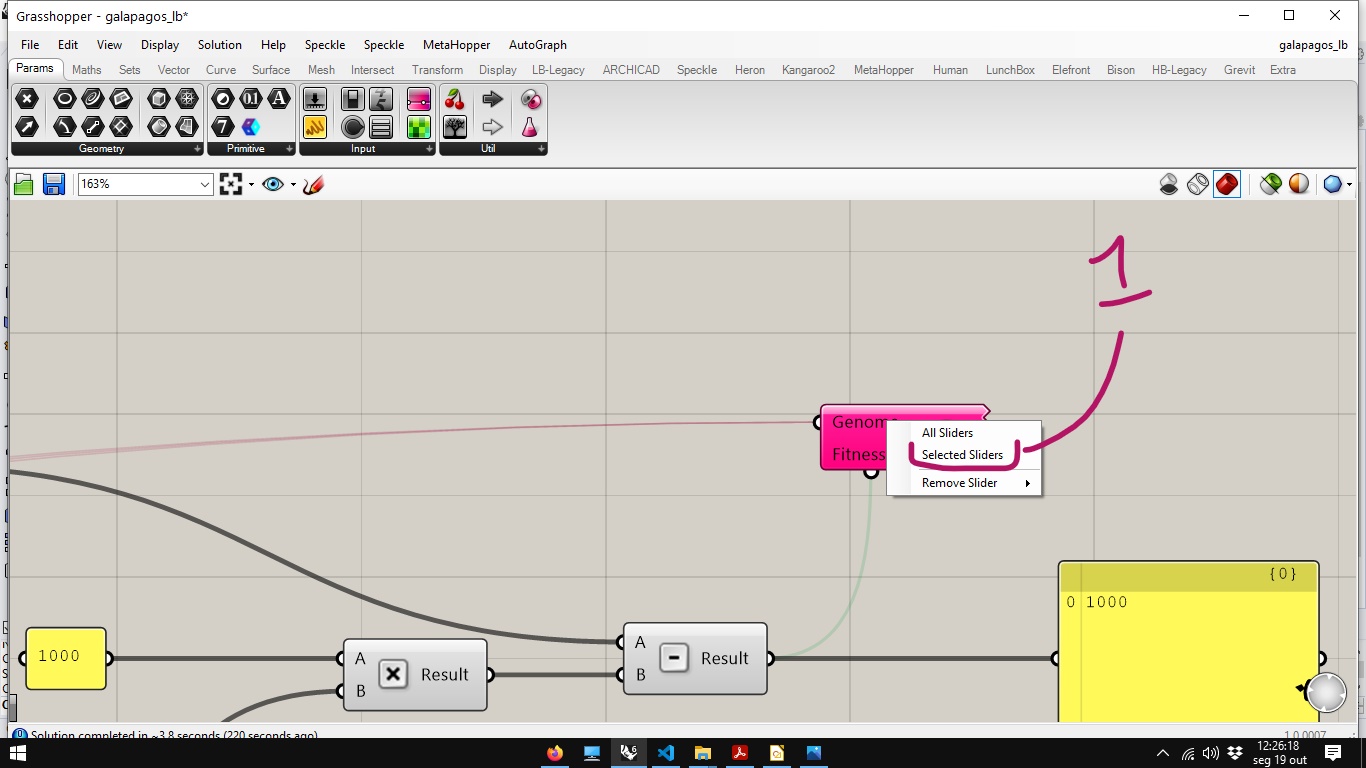 Grasshopper - galapagos_lb*
File Edit View Display Solution Help Speckle Speckle MetaHopper AutoGraph galapagos_lb
Params Maths Sets Vector Curve Surface Mesh Intersect Transform Display LB-Legacy ARCHICAD Speckle Heron Kangaroo2 MetaHopper Human LunchBox Elefront Bison HB-Legacy Grevit Extra
Geometry Primitive Input Util
163%
1
Genome
All Sliders
Fitness
Selected Sliders
Remove Slider
{0}
0 1000
1000
A
B
Result
A
B
Result
Solution completed in ~3.8 seconds (220 seconds ago)
1.0.0007
12:26:18
seg 19 out